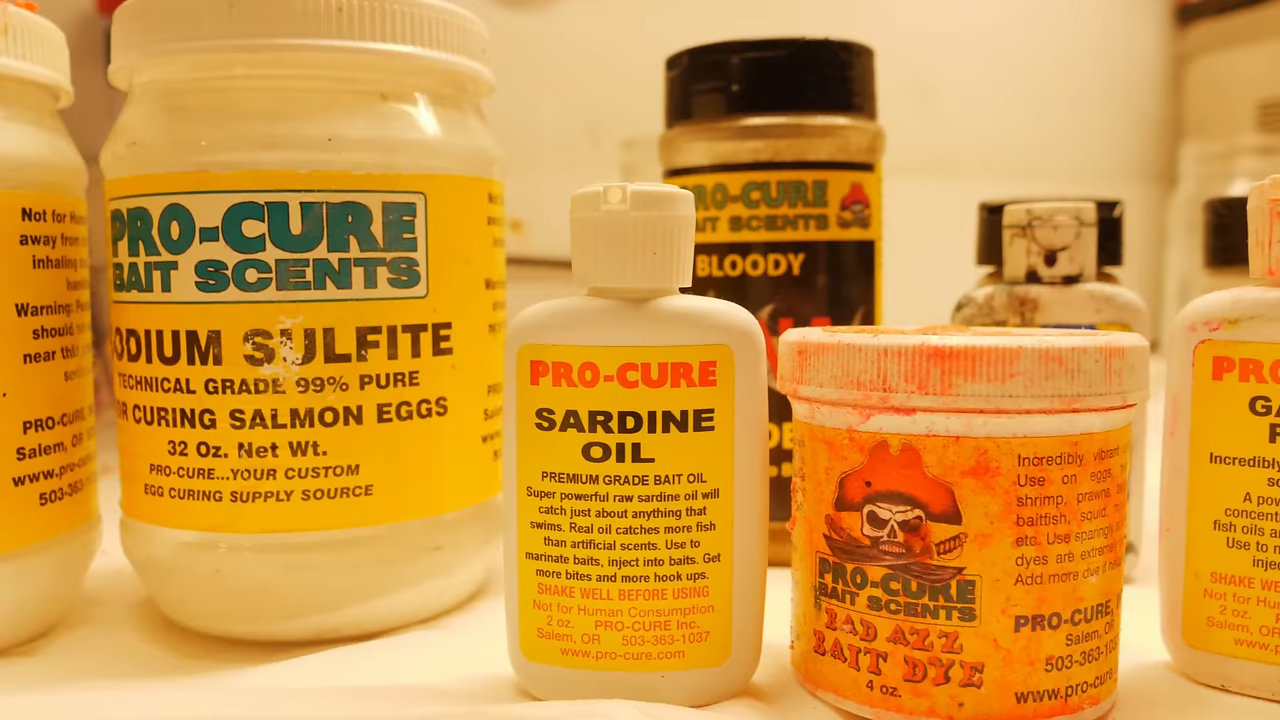 Not for
away from
inhaling
Warning:
should
near
PRO-CURE,
Salem, OR
www.pro-cure
503-363-
PRO-CURE
BAIT SCENTS
SODIUM SULFITE
TECHNICAL GRADE 99% PURE
CURING SALMON EGGS
32 Oz. Net Wt.
PRO-CURE...YOUR CUSTOM
EGG CURING SUPPLY SOURCE
PRO-CURE
SARDINE
OIL
PREMIUM GRADE BAIT OIL
Super powerful raw sardine oil will
catch just about anything that
swims. Real oil catches more fish
than artificial scents. Use to
marinate baits, inject into baits. Get
more bites and more hook ups.
SHAKE WELL BEFORE USING
Not for Human Consumption
2 oz. PRO-CURE Inc.
Salem, OR 503-363-1037
www.pro-cure.com
PRO-CURE
BAIT SCENTS
BLOODY
PRO-CURE
BAIT SCENTS
BAD AZZ
BAIT DYE
4 oz.
Incredibly vibrant
Use on eggs,
shrimp, prawns,
baitfish, squid,
etc. Use sparingly
dyes are extremely
Add more dye if
PRO-CURE,
Salem,
503-363-103
www.pro-cure
PRO
Incredibly
A pow
concent
fish oils a
Use to
SHAKE WE
Not for Hu
2 oz.
Salem, OR
www.p